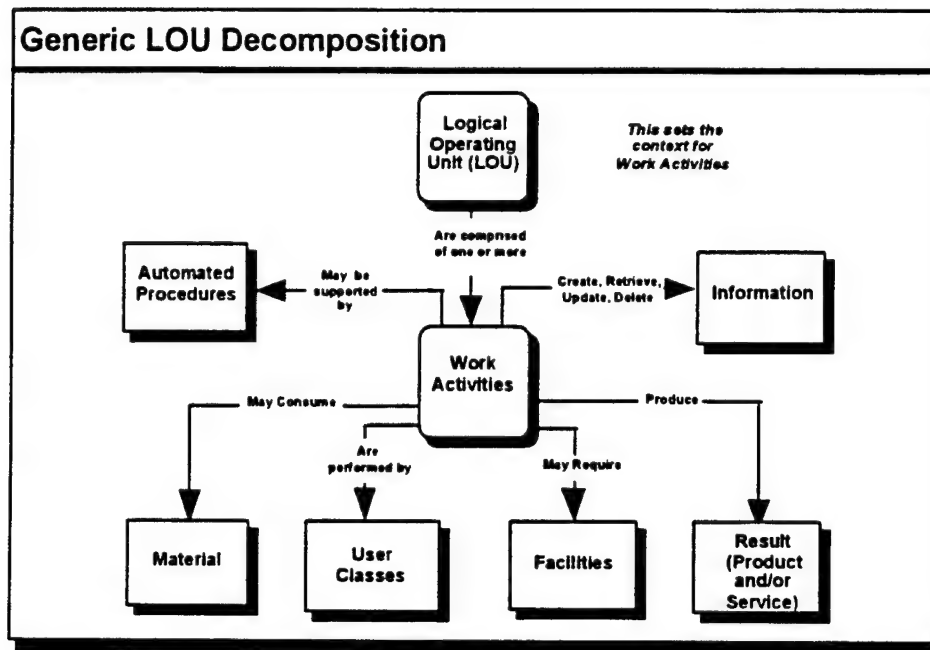 Generic LOU Decomposition
Logical
Operating
Unit (LOU)
This sets the
context for
Work Activities
Are comprised
of one or more
Automated
Procedures
May be
supported
by
Create, Retrieve,
Update, Delete
Information
Work
Activities
May Consume
Produce
Are
performed by
May Require
Material
User
Classes
Facilities
Result
(Product
and/or
Service)